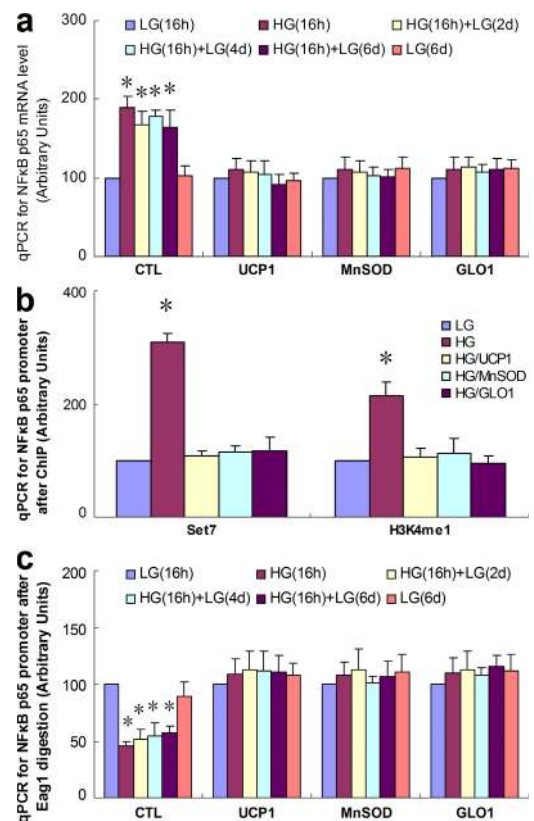 a
LG(16h) HG(16h) HG(16h)+LG(2d)
HG(16h)+LG(4d) HG(16h)+LG(6d) LG(6d)
qPCR for NFκB p65 mRNA level
(Arbitrary Units)
300
200
100
0
* * * *
CTL UCP1 MnSOD GLO1
b
qPCR for NFκB p65 promoter
after ChIP (Arbitrary Units)
400
200
0
*
*
LG
HG
HG/UCP1
HG/MnSOD
HG/GLO1
Set7 H3K4me1
c
LG(16h) HG(16h) HG(16h)+LG(2d)
HG(16h)+LG(4d) HG(16h)+LG(6d) LG(6d)
qPCR for NFκB p65 promoter after
Eag1 digestion (Arbitrary Units)
200
150
100
50
0
* * * *
CTL UCP1 MnSOD GLO1